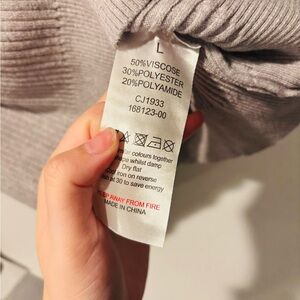 L
50%VISCOSE
30%POLYESTER
20%POLYAMIDE
CJ1933
168123-00
colours together
whilst damp
Dry flat
iron on reverse
at 30 to save energy
KEEP AWAY FROM FIRE
MADE IN CHINA